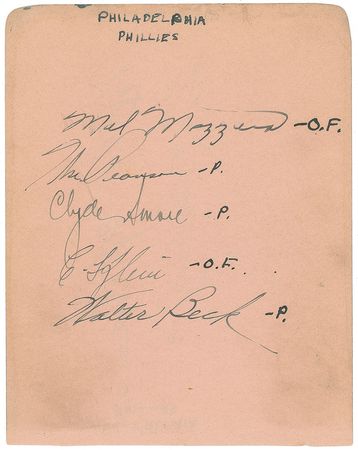 PHILADELPHIA
PHILLIES
Mel Mazzera -O.F.
Ike Pearson -P.
Clyde Smoll -P.
C. Klein -O.F.
Walter Beck -P.